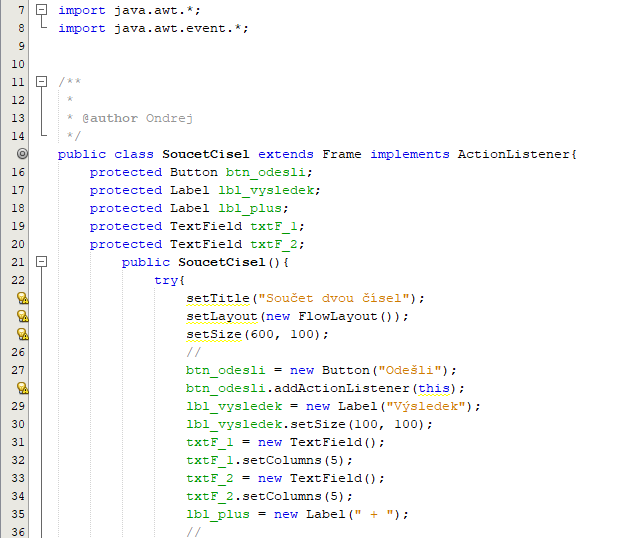 7 import java.awt.*;
8 import java.awt.event.*;
9
10
11 /**
12  *
13  * @author Ondrej
14  */
public class SoucetCisel extends Frame implements ActionListener{
16     protected Button btn_odesli;
17     protected Label lbl_vysledek;
18     protected Label lbl_plus;
19     protected TextField txtF_1;
20     protected TextField txtF_2;
21         public SoucetCisel(){
22             try{
                setTitle("Součet dvou čísel");
                setLayout(new FlowLayout());
                setSize(600, 100);
26                 //
27                 btn_odesli = new Button("Odešli");
                btn_odesli.addActionListener(this);
29                 lbl_vysledek = new Label("Výsledek");
30                 lbl_vysledek.setSize(100, 100);
31                 txtF_1 = new TextField();
32                 txtF_1.setColumns(5);
33                 txtF_2 = new TextField();
34                 txtF_2.setColumns(5);
35                 lbl_plus = new Label(" + ");
36                 //